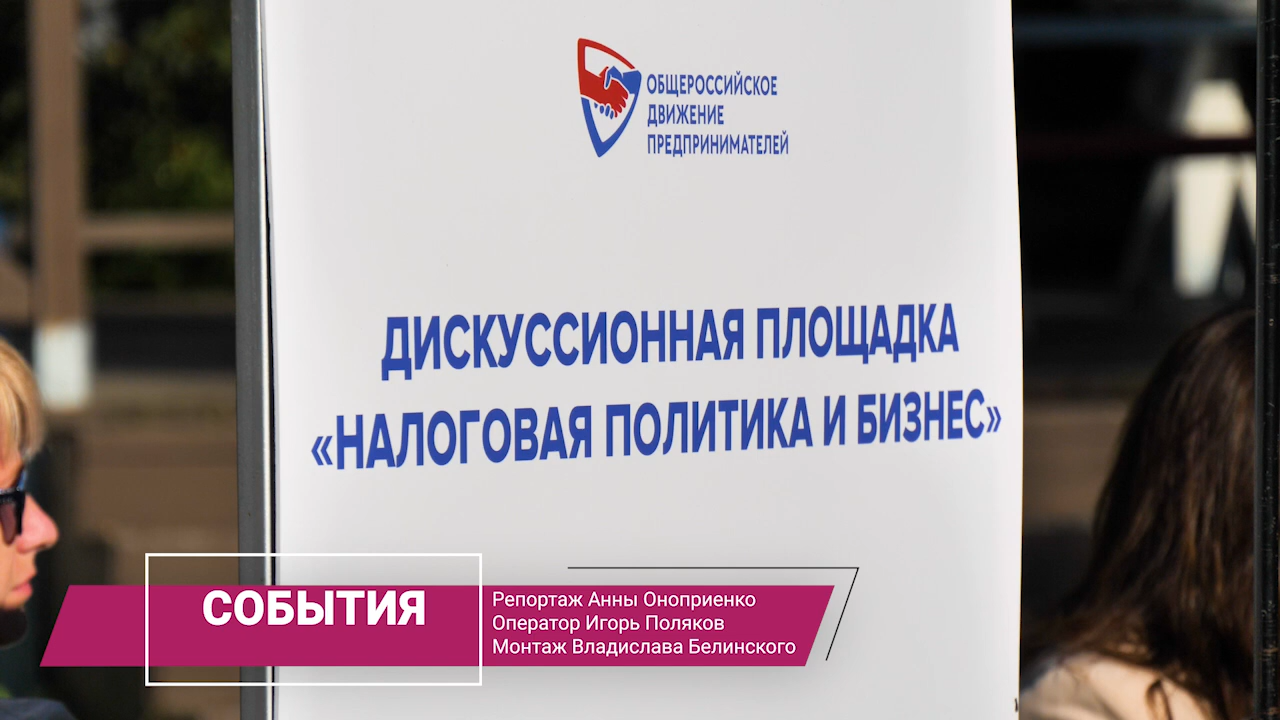 ОБЩЕРОССИЙСКОЕ
ДВИЖЕНИЕ
ПРЕДПРИНИМАТЕЛЕЙ
ДИСКУССИОННАЯ ПЛОЩАДКА
«НАЛОГОВАЯ ПОЛИТИКА И БИЗНЕС»
СОБЫТИЯ
Репортаж Анны Оноприенко
Оператор Игорь Поляков
Монтаж Владислава Белинского